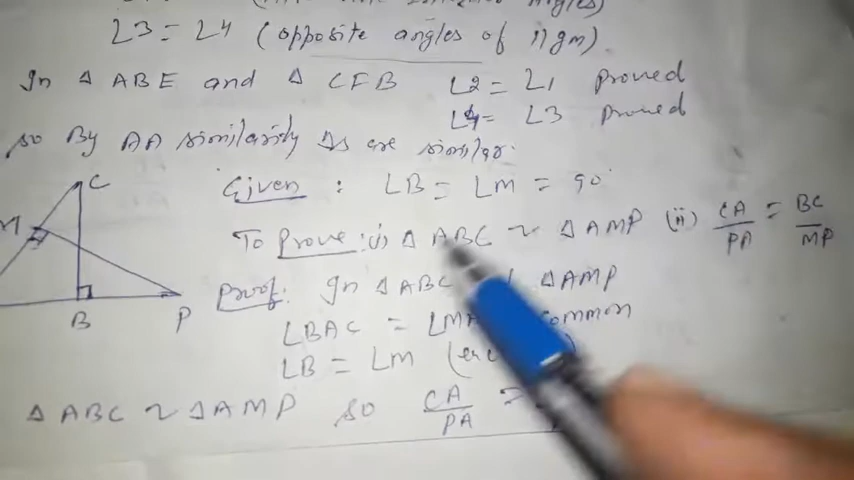 ∠3 = ∠4 (opposite angles of ||gm)
In Δ ABE and Δ CFB ∠2 = ∠1 proved
∠4 = ∠3 proved
so By AA similarity Δs are similar.
C
M
B
P
Given : ∠B = ∠M = 90°
To prove : (i) Δ ABC ~ Δ AMP (ii) CA/PA = BC/MP
Proof : In Δ ABC Δ AMP
∠BAC = common
∠B = ∠M
Δ ABC ~ Δ AMP so CA/PA =